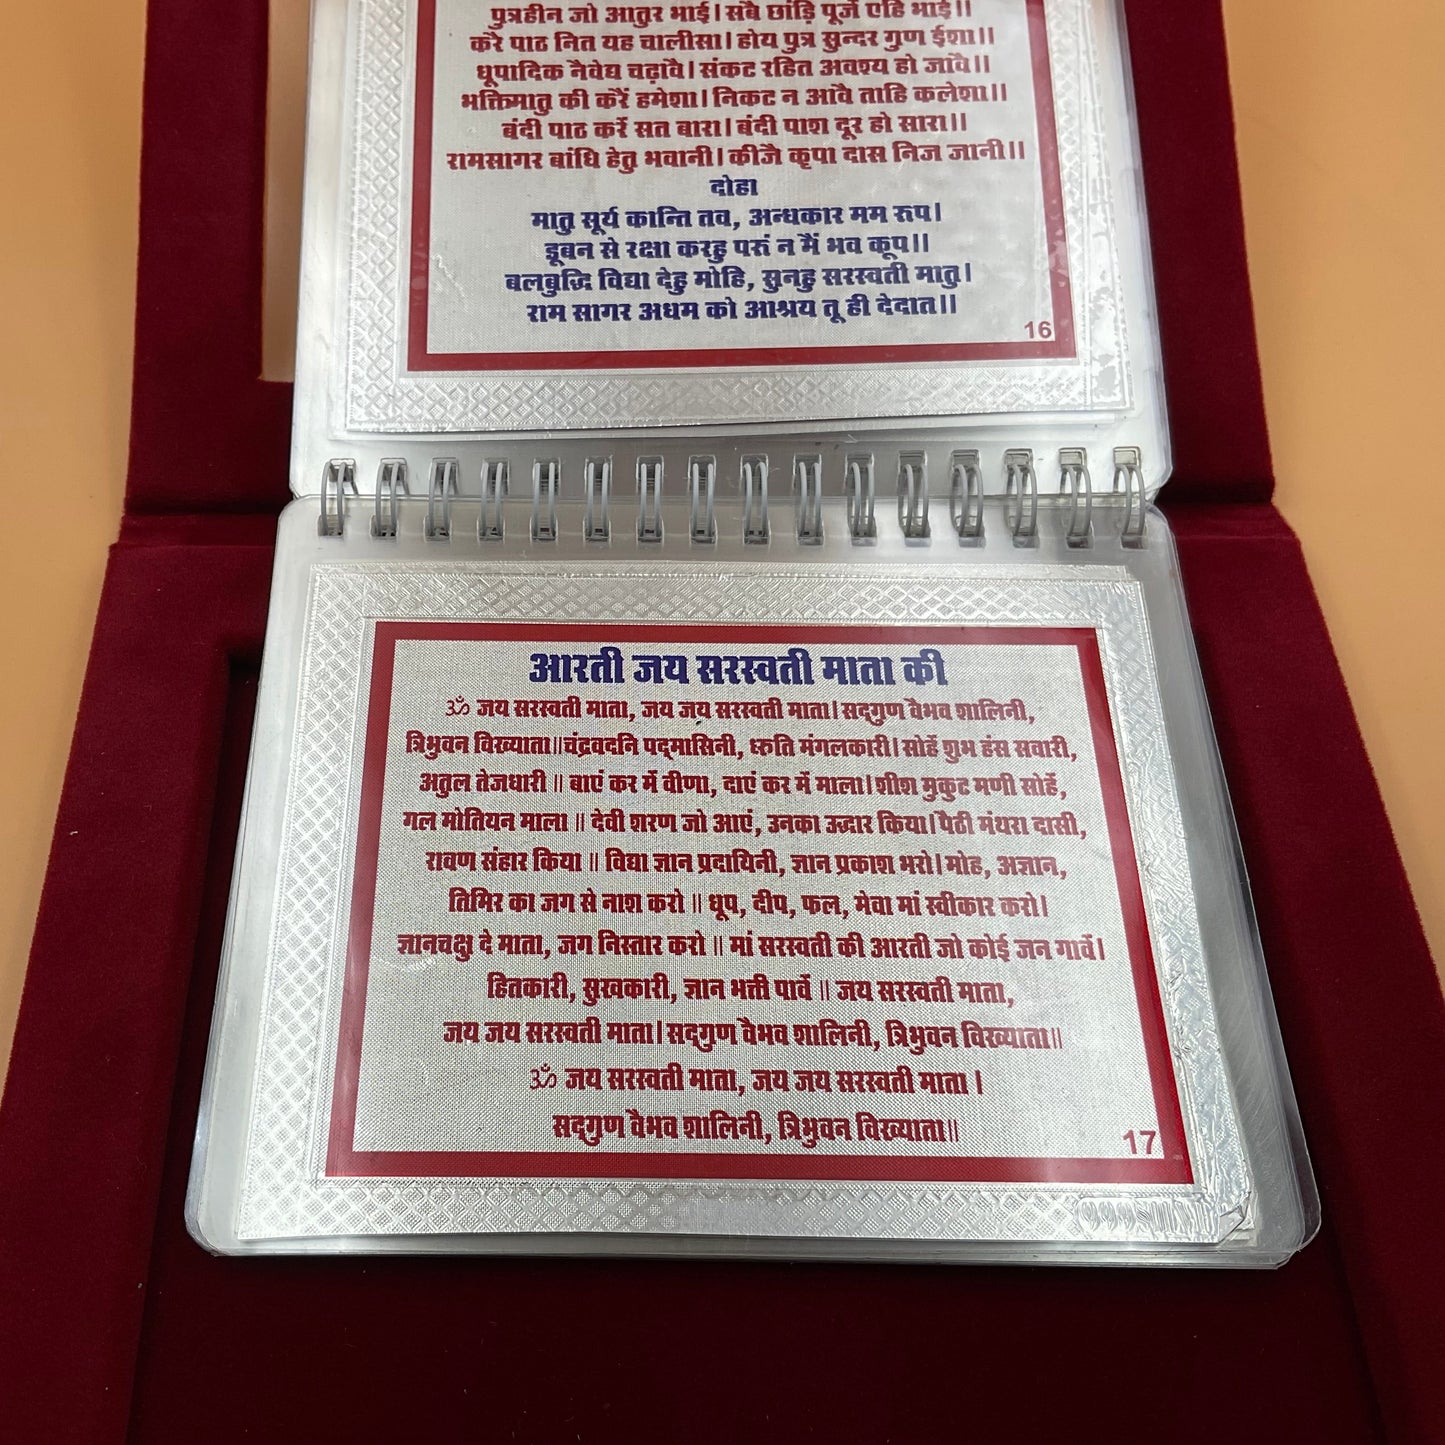 पुत्रहीन जो आतुर भाई। सबै छांड़ि पूजें एहि भाई।।
करै पाठ नित यह चालीसा। होय पुत्र सुन्दर गुण ईशा।।
धूपादिक नैवेद्य चढ़ावै। संकट रहित अवश्य हो जावै।।
भक्तिमातु की करैं हमेशा। निकट न आवै ताहि कलेशा।।
बंदी पाठ करें सत बारा। बंदी पाश दूर हो सारा।।
रामसागर बांधि हेतु भवानी। कीजै कृपा दास निज जानी।।
दोहा
मातु सूर्य कान्ति तव, अन्धकार मम रूप।
डूबन से रक्षा करहु परूं न मैं भव कूप।।
बलबुद्धि विद्या देहु मोहि, सुनहु सरस्वती मातु।
राम सागर अधम को आश्रय तू ही देदात।।
16
आरती जय सरस्वती माता की
ॐ जय सरस्वती माता, जय जय सरस्वती माता। सद्गुण वैभव शालिनी,
त्रिभुवन विख्याता॥चंद्रवदनि पद्मासिनी, ध्रुति मंगलकारी। सोहें शुभ हंस सवारी,
अतुल तेजधारी ॥ बाएं कर में वीणा, दाएं कर में माला। शीश मुकुट मणी सोहें,
गल मोतियन माला ॥ देवी शरण जो आएं, उनका उद्धार किया। पैठी मंथरा दासी,
रावण संहार किया ॥ विद्या ज्ञान प्रदायिनी, ज्ञान प्रकाश भरो। मोह, अज्ञान,
तिमिर का जग से नाश करो ॥ धूप, दीप, फल, मेवा मां स्वीकार करो।
ज्ञानचक्षु दे माता, जग निस्तार करो ॥ मां सरस्वती की आरती जो कोई जन गावें।
हितकारी, सुखकारी, ज्ञान भक्ती पावें ॥ जय सरस्वती माता,
जय जय सरस्वती माता। सद्गुण वैभव शालिनी, त्रिभुवन विख्याता॥
ॐ जय सरस्वती माता, जय जय सरस्वती माता ।
सद्गुण वैभव शालिनी, त्रिभुवन विख्याता॥
17